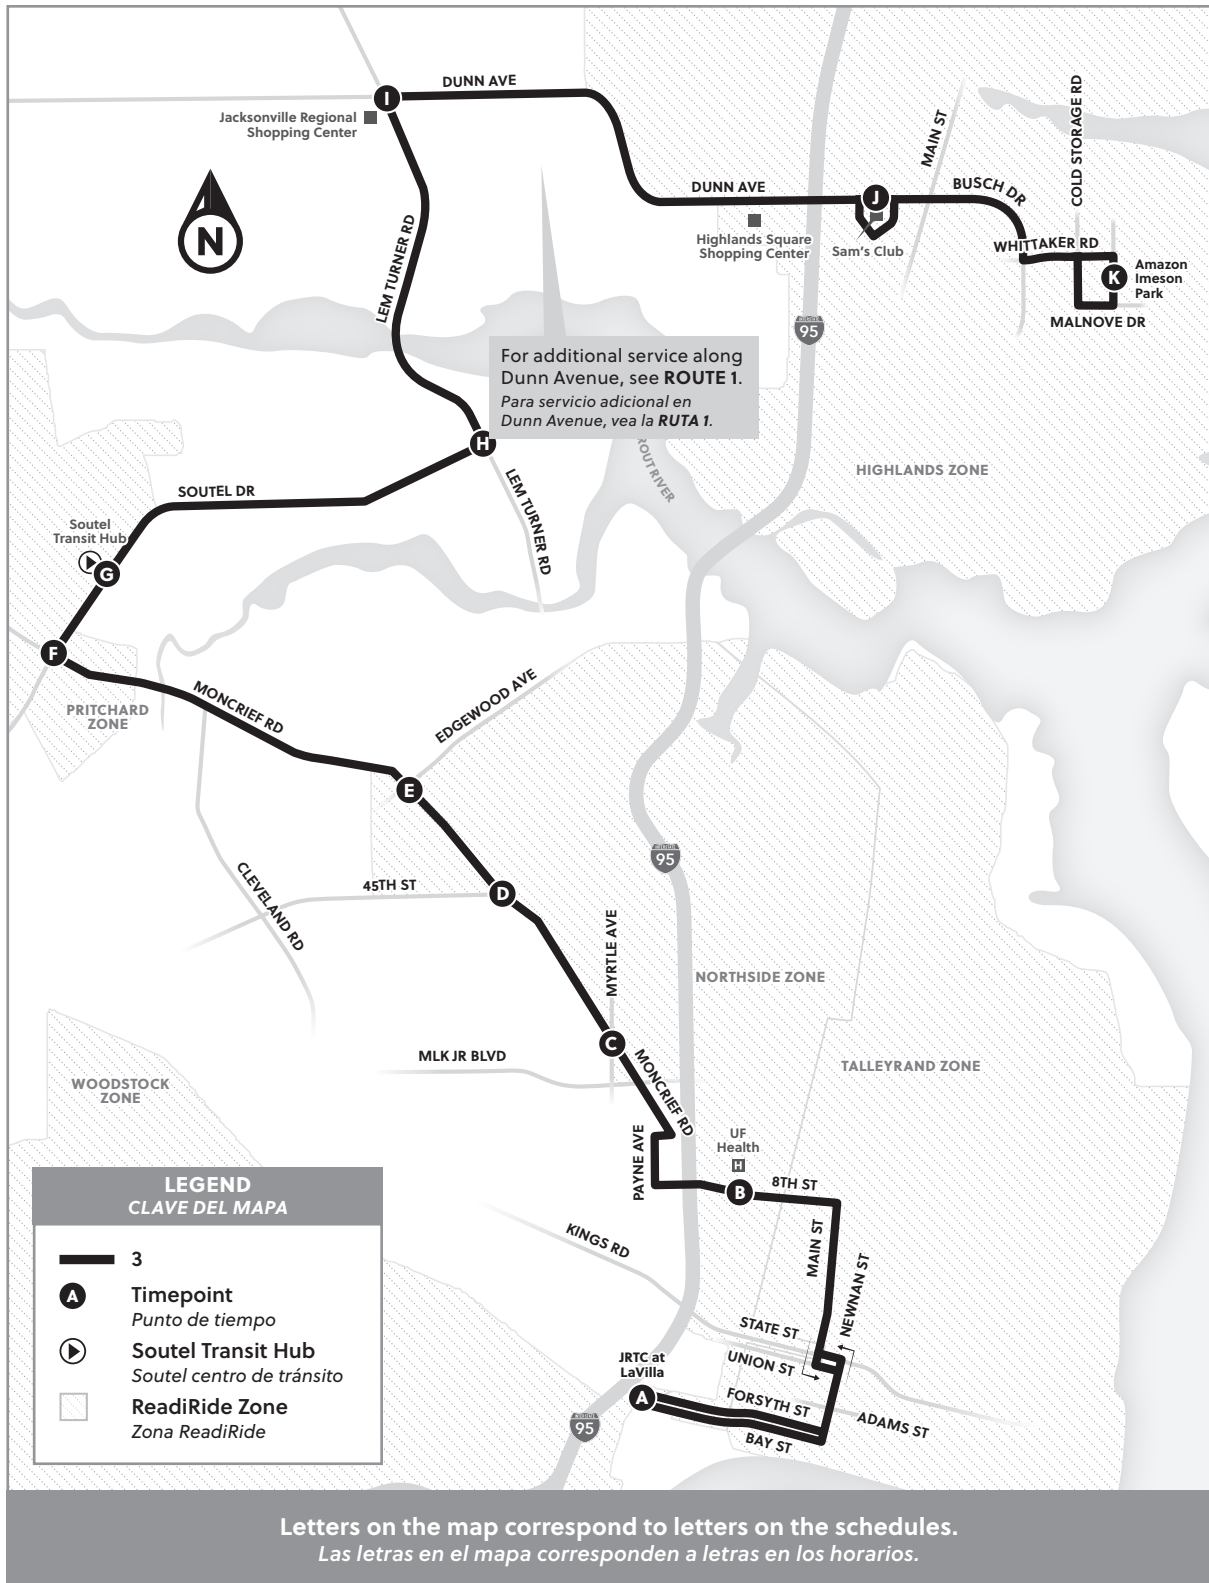 DUNN AVE
I
Jacksonville Regional
Shopping Center
N
LEM TURNER RD
DUNN AVE
Highlands Square
Shopping Center
J
Sam's Club
MAIN ST
BUSCH DR
COLD STORAGE RD
WHITTAKER RD
K
Amazon
Imeson
Park
MALNOVE DR
95
For additional service along
Dunn Avenue, see ROUTE 1.
Para servicio adicional en
Dunn Avenue, vea la RUTA 1.
H
HIGHLANDS ZONE
LEM TURNER RD
SOUTEL DR
Soutel
Transit Hub
G
F
PRITCHARD
ZONE
MONCRIEF RD
EDGEWOOD AVE
E
95
CLEVELAND RD
45TH ST
D
MYRTLE AVE
NORTHSIDE ZONE
C
MLK JR BLVD
MONCRIEF RD
TALLEYRAND ZONE
WOODSTOCK
ZONE
PAYNE AVE
UF
Health
H
B
8TH ST
MAIN ST
NEWNAN ST
KINGS RD
STATE ST
UNION ST
JRTC at
LaVilla
A
FORSYTH ST
ADAMS ST
BAY ST
95
LEGEND
CLAVE DEL MAPA
3
A
Timepoint
Punto de tiempo
Soutel Transit Hub
Soutel centro de tránsito
ReadiRide Zone
Zona ReadiRide
Letters on the map correspond to letters on the schedules.
Las letras en el mapa corresponden a letras en los horarios.